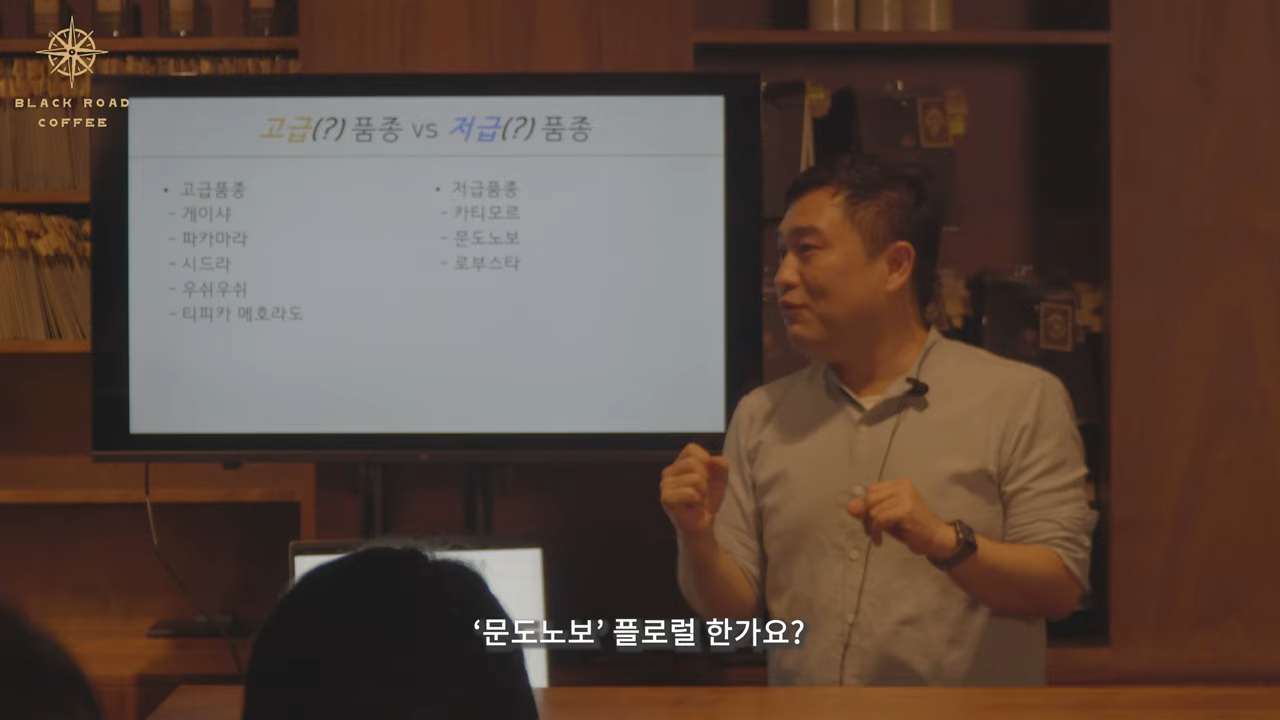 BLACK ROAD
COFFEE
고급(?) 품종 vs 저급(?) 품종
• 고급품종
- 게이샤
- 파카마라
- 시드라
- 우쉬우쉬
- 티피카 메호라도
• 저급품종
- 카티모르
- 문도노보
- 로부스타
‘문도노보’ 플로럴 한가요?